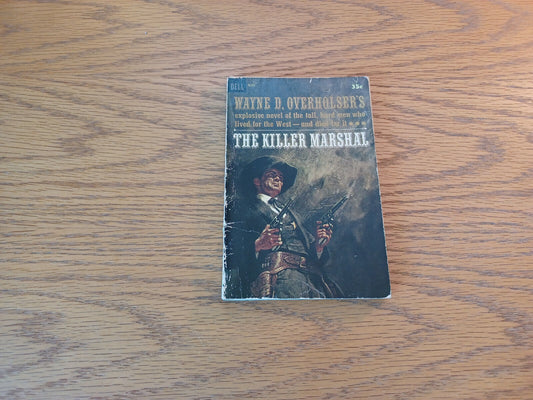 DELL
35c
WAYNE D. OVERHOLSER'S
explosive novel of the tall, hard men who
lived for the West—and died for it
THE KILLER MARSHAL